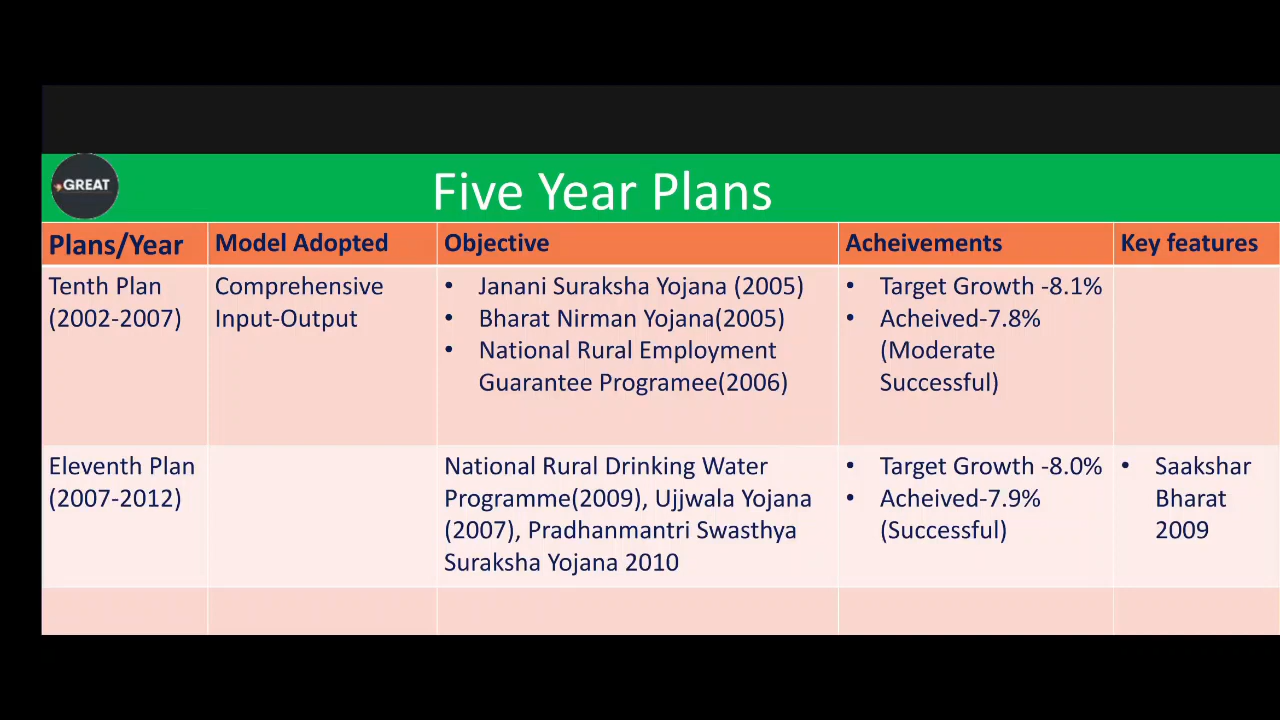 GREAT
Five Year Plans
Plans/Year Model Adopted Objective Acheivements Key features
Tenth Plan
(2002-2007)
Comprehensive
Input-Output
• Janani Suraksha Yojana (2005)
• Bharat Nirman Yojana(2005)
• National Rural Employment
Guarantee Programee(2006)
• Target Growth -8.1%
• Acheived-7.8%
(Moderate
Successful)
Eleventh Plan
(2007-2012)
National Rural Drinking Water
Programme(2009), Ujjwala Yojana
(2007), Pradhanmantri Swasthya
Suraksha Yojana 2010
• Target Growth -8.0%
• Acheived-7.9%
(Successful)
• Saakshar
Bharat
2009